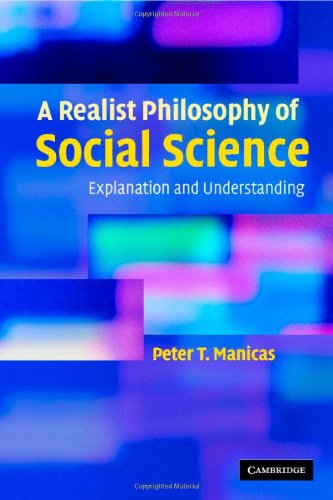 A Realist Philosophy of
Social Science
Explanation and Understanding
Peter T. Manicas
CAMBRIDGE